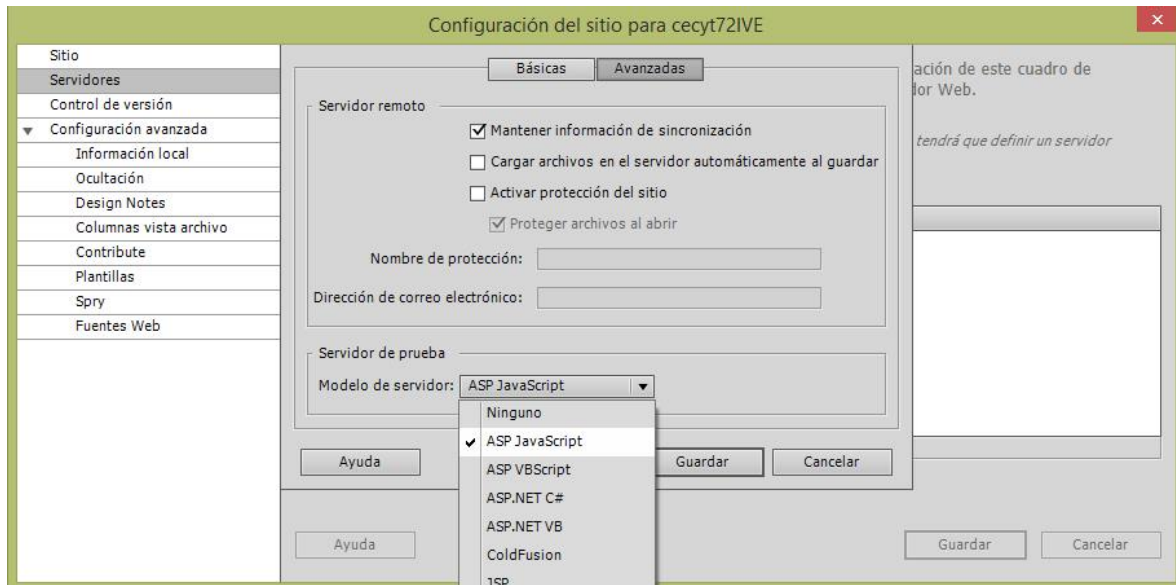 Configuración del sitio para cecyt72IVE
Sitio
Servidores
Control de versión
Configuración avanzada
Información local
Ocultación
Design Notes
Columnas vista archivo
Contribute
Plantillas
Spry
Fuentes Web
Básicas
Avanzadas
Servidor remoto
Mantener información de sincronización
Cargar archivos en el servidor automáticamente al guardar
Activar protección del sitio
Proteger archivos al abrir
Nombre de protección:
Dirección de correo electrónico:
Servidor de prueba
Modelo de servidor: ASP JavaScript
Ninguno
ASP JavaScript
ASP VBScript
ASP.NET C#
ASP.NET VB
ColdFusion
JSP
Ayuda
Guardar
Cancelar
ación de este cuadro de
dor Web.
tendrá que definir un servidor
Ayuda
Guardar
Cancelar